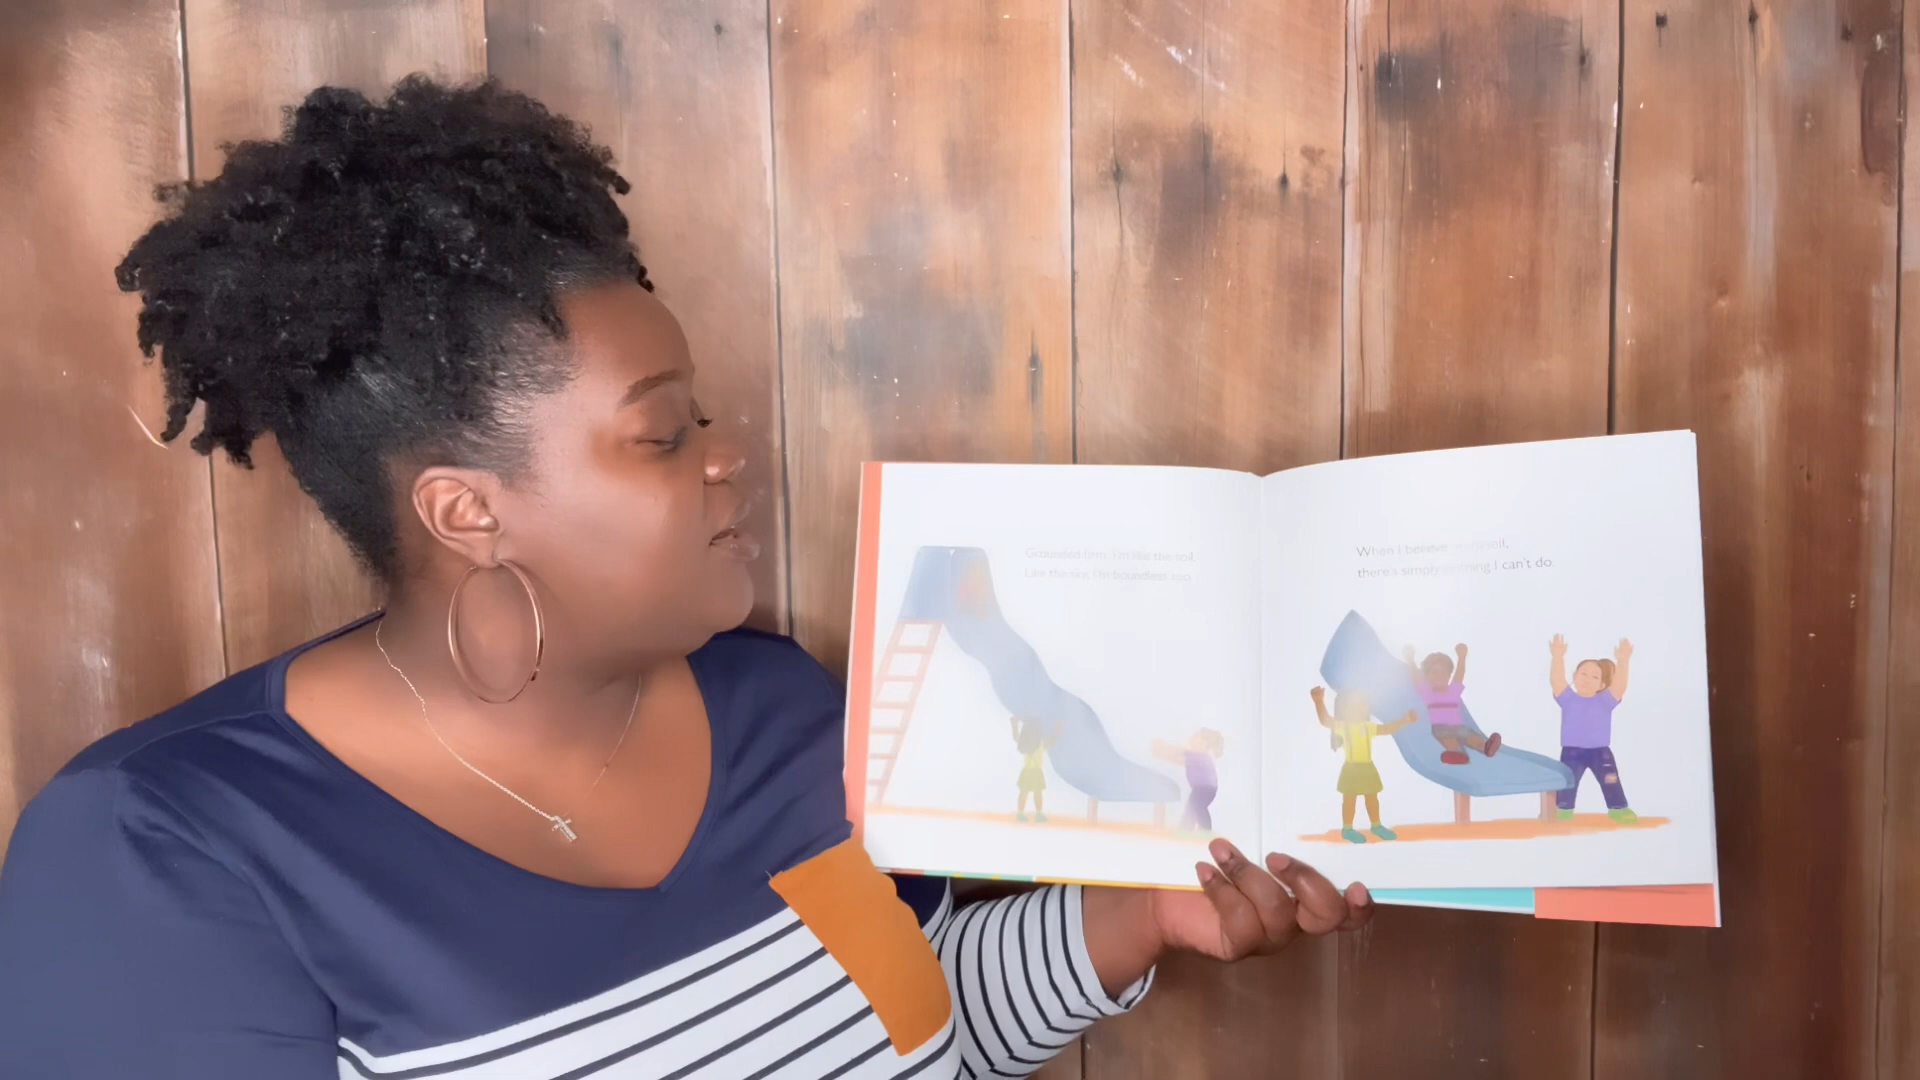 Grounded firm, I'm like the soil.
Like the sky, I'm boundless too.
When I believe in myself,
there's simply nothing I can't do.